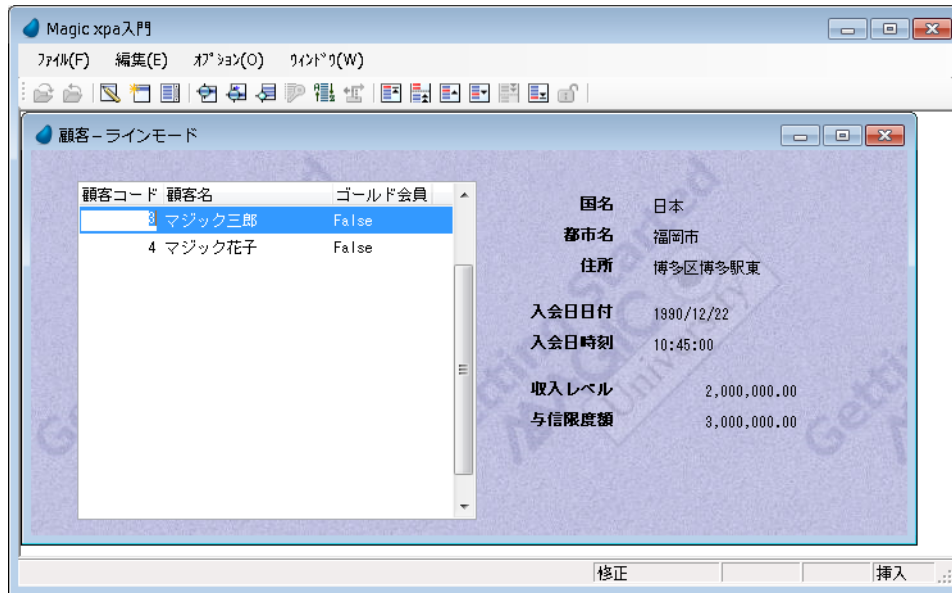 Magic xpa入門
ﾌｧｲﾙ(F) 編集(E) ｵﾌﾟｼｮﾝ(O) ｳｨﾝﾄﾞｳ(W)
顧客－ラインモード
顧客コード 顧客名 ゴールド会員
3 マジック三郎 False
4 マジック花子 False
国名 日本
都市名 福岡市
住所 博多区博多駅東
入会日日付 1990/12/22
入会日時刻 10:45:00
収入レベル 2,000,000.00
与信限度額 3,000,000.00
Getting Started
MAGIC
University
Getti
修正 挿入